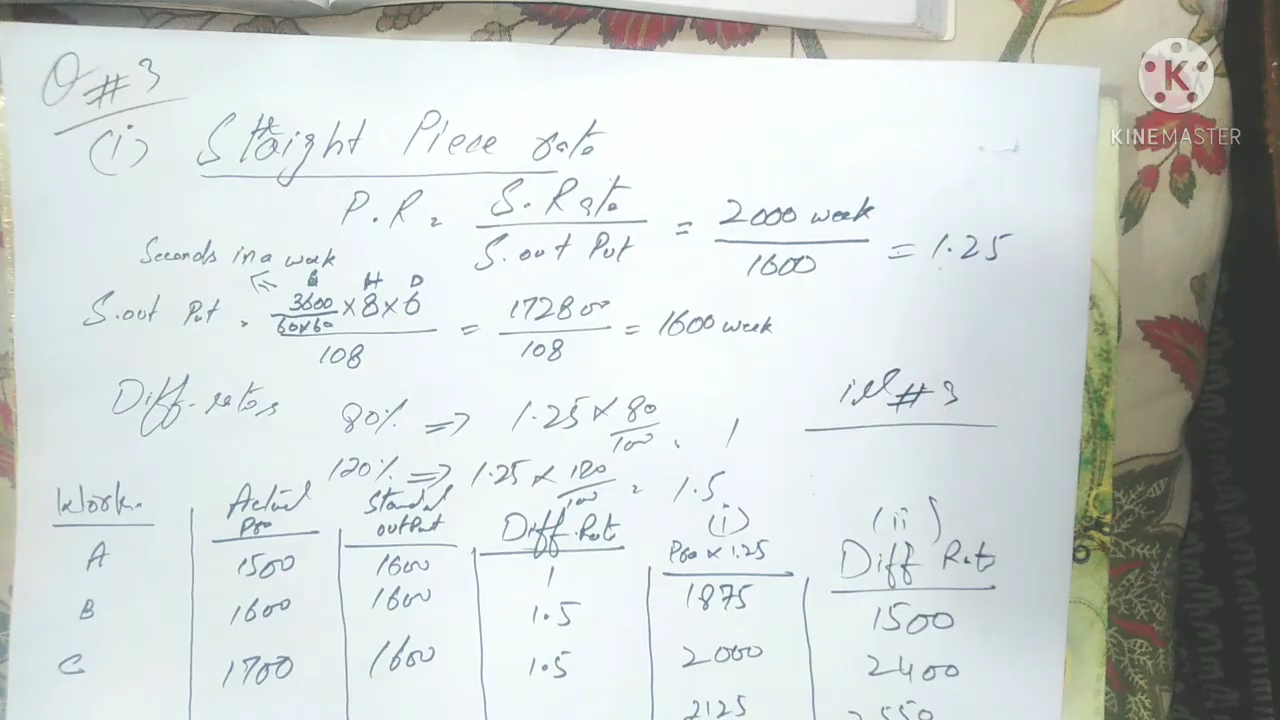 Q#3
(i) Straight Piece rate
P.R = S.Rate / S.out Put = 2000 week / 1600 = 1.25
Seconds in a week
H D
S.out Put = 3600 / 60x60 x 8 x 6 / 108 = 172800 / 108 = 1600 week
Diff. rates 80% => 1.25 x 80/100 = 1
ill #3
120% => 1.25 x 120/100 = 1.5
Worker Actual Pro Standard outPut Diff. Rate (i) Pro x 1.25 (ii) Diff Rate
A 1500 1600 1 1875 1500
B 1600 1600 1.5 2000 2400
C 1700 1600 1.5 2125 2550
K
KINEMASTER